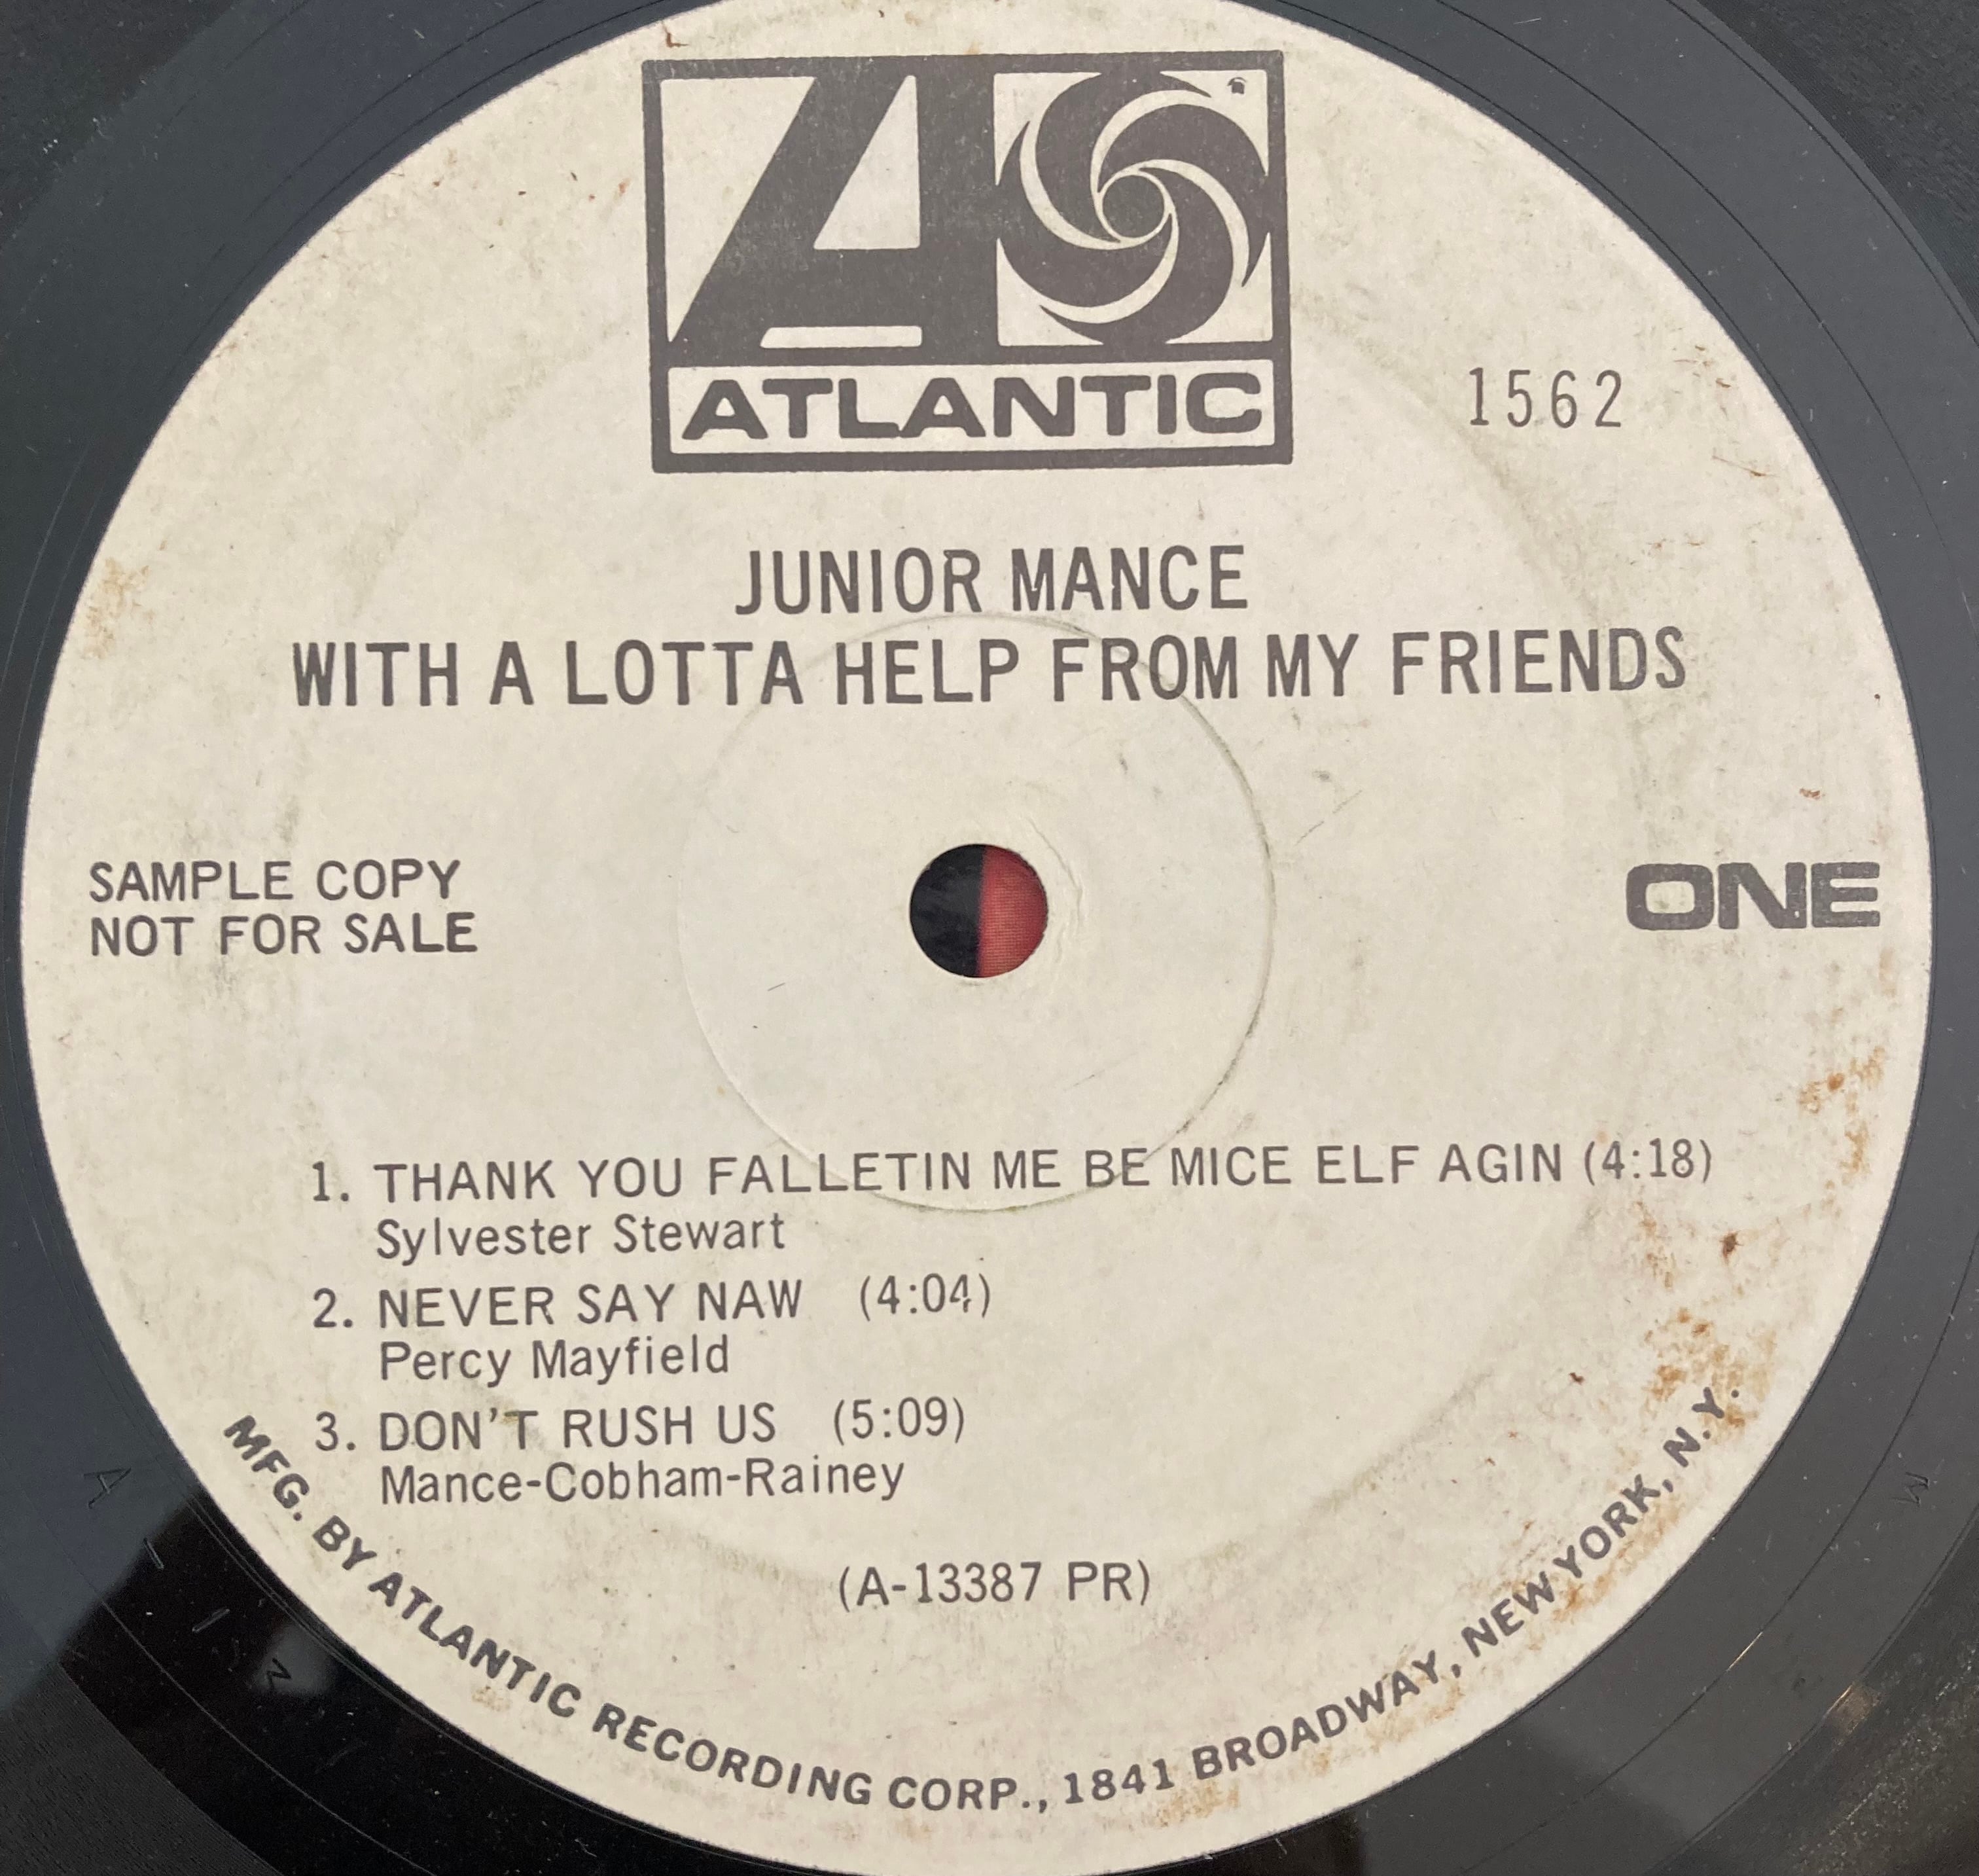 ATLANTIC
1562
JUNIOR MANCE
WITH A LOTTA HELP FROM MY FRIENDS
SAMPLE COPY
NOT FOR SALE
ONE
1. THANK YOU FALLETIN ME BE MICE ELF AGIN (4:18)
Sylvester Stewart
2. NEVER SAY NAW (4:04)
Percy Mayfield
3. DON'T RUSH US (5:09)
Mance-Cobham-Rainey
(A-13387 PR)
MFG. BY ATLANTIC RECORDING CORP., 1841 BROADWAY, NEW YORK, N.Y.